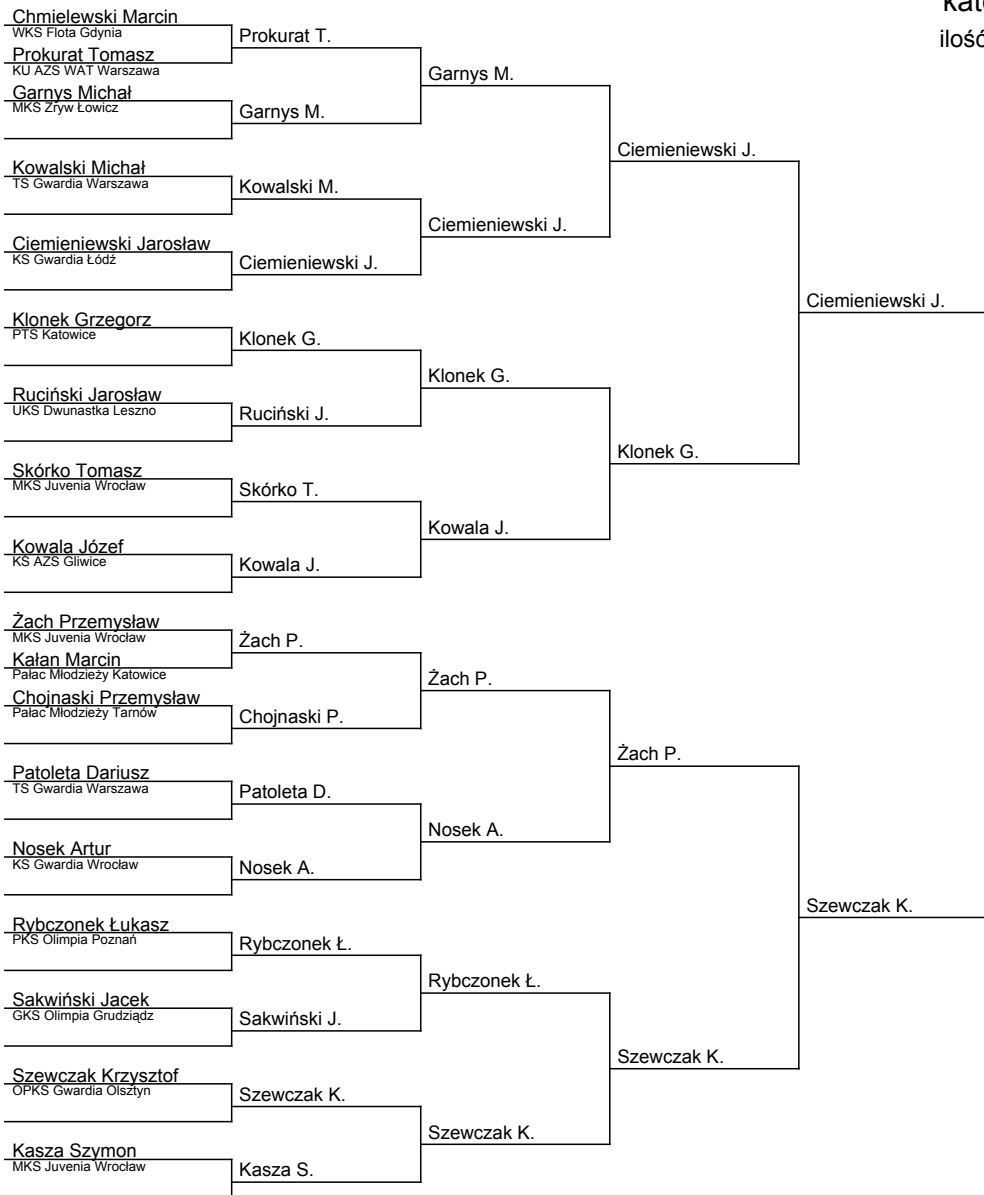 kat
ilość
Chmielewski Marcin
WKS Flota Gdynia
Prokurat Tomasz
KU AZS WAT Warszawa
Garnys Michał
MKS Zryw Łowicz
Kowalski Michał
TS Gwardia Warszawa
Ciemieniewski Jarosław
KS Gwardia Łódź
Klonek Grzegorz
PTS Katowice
Ruciński Jarosław
UKS Dwunastka Leszno
Skórko Tomasz
MKS Juvenia Wrocław
Kowala Józef
KS AZS Gliwice
Żach Przemysław
MKS Juvenia Wrocław
Kałan Marcin
Pałac Młodzieży Katowice
Chojnaski Przemysław
Pałac Młodzieży Tarnów
Patoleta Dariusz
TS Gwardia Warszawa
Nosek Artur
KS Gwardia Wrocław
Rybczonek Łukasz
PKS Olimpia Poznań
Sakwiński Jacek
GKS Olimpia Grudziądz
Szewczak Krzysztof
OPKS Gwardia Olsztyn
Kasza Szymon
MKS Juvenia Wrocław
Prokurat T.
Garnys M.
Kowalski M.
Ciemieniewski J.
Klonek G.
Ruciński J.
Skórko T.
Kowala J.
Żach P.
Chojnaski P.
Patoleta D.
Nosek A.
Rybczonek Ł.
Sakwiński J.
Szewczak K.
Kasza S.
Garnys M.
Ciemieniewski J.
Klonek G.
Kowala J.
Żach P.
Nosek A.
Rybczonek Ł.
Szewczak K.
Ciemieniewski J.
Klonek G.
Żach P.
Szewczak K.
Ciemieniewski J.
Szewczak K.